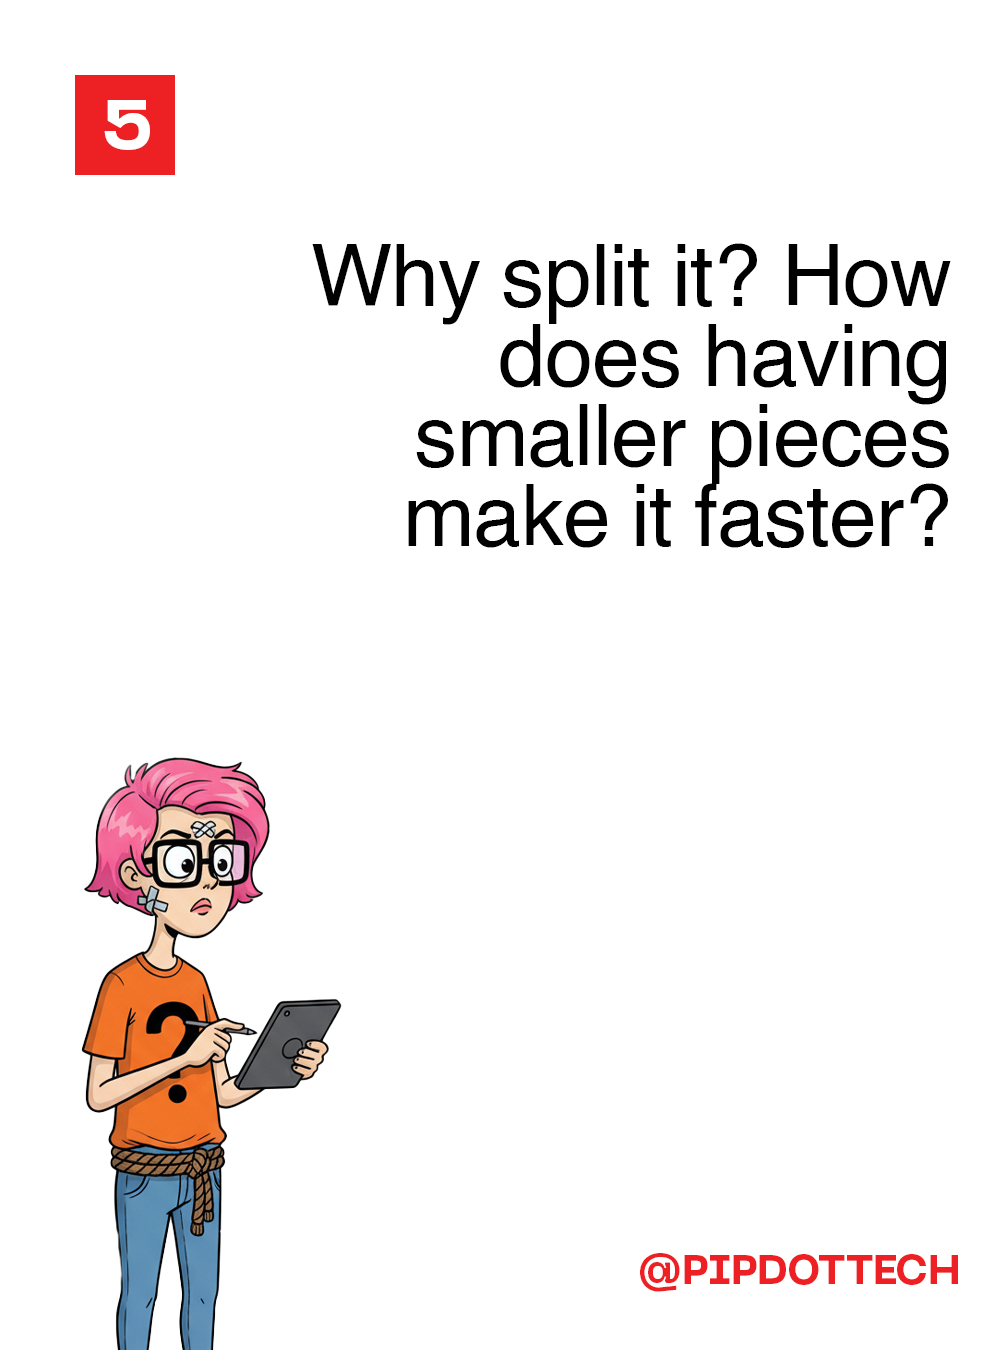 5
Why split it? How
does having
smaller pieces
make it faster?
?
@PIPDOTTECH